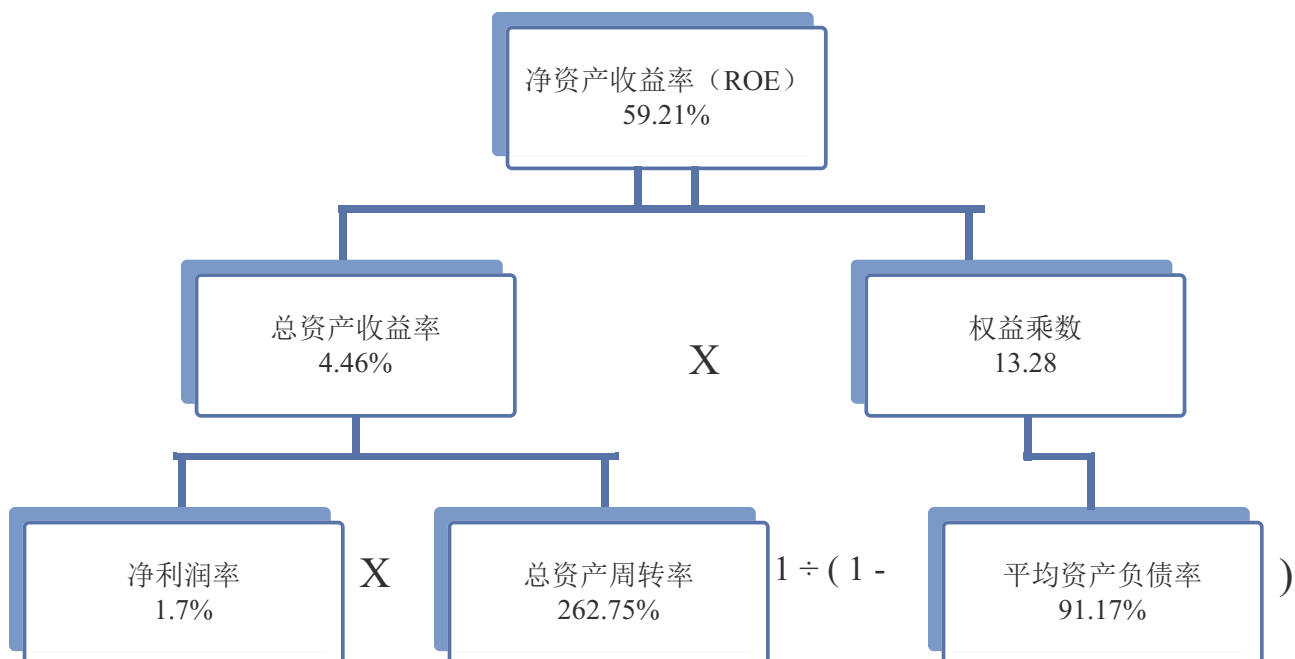 净资产收益率（ROE）
59.21%
总资产收益率
4.46%
X
权益乘数
13.28
净利润率
1.7%
X
总资产周转率
262.75%
1 ÷ ( 1 -
平均资产负债率
91.17%
)